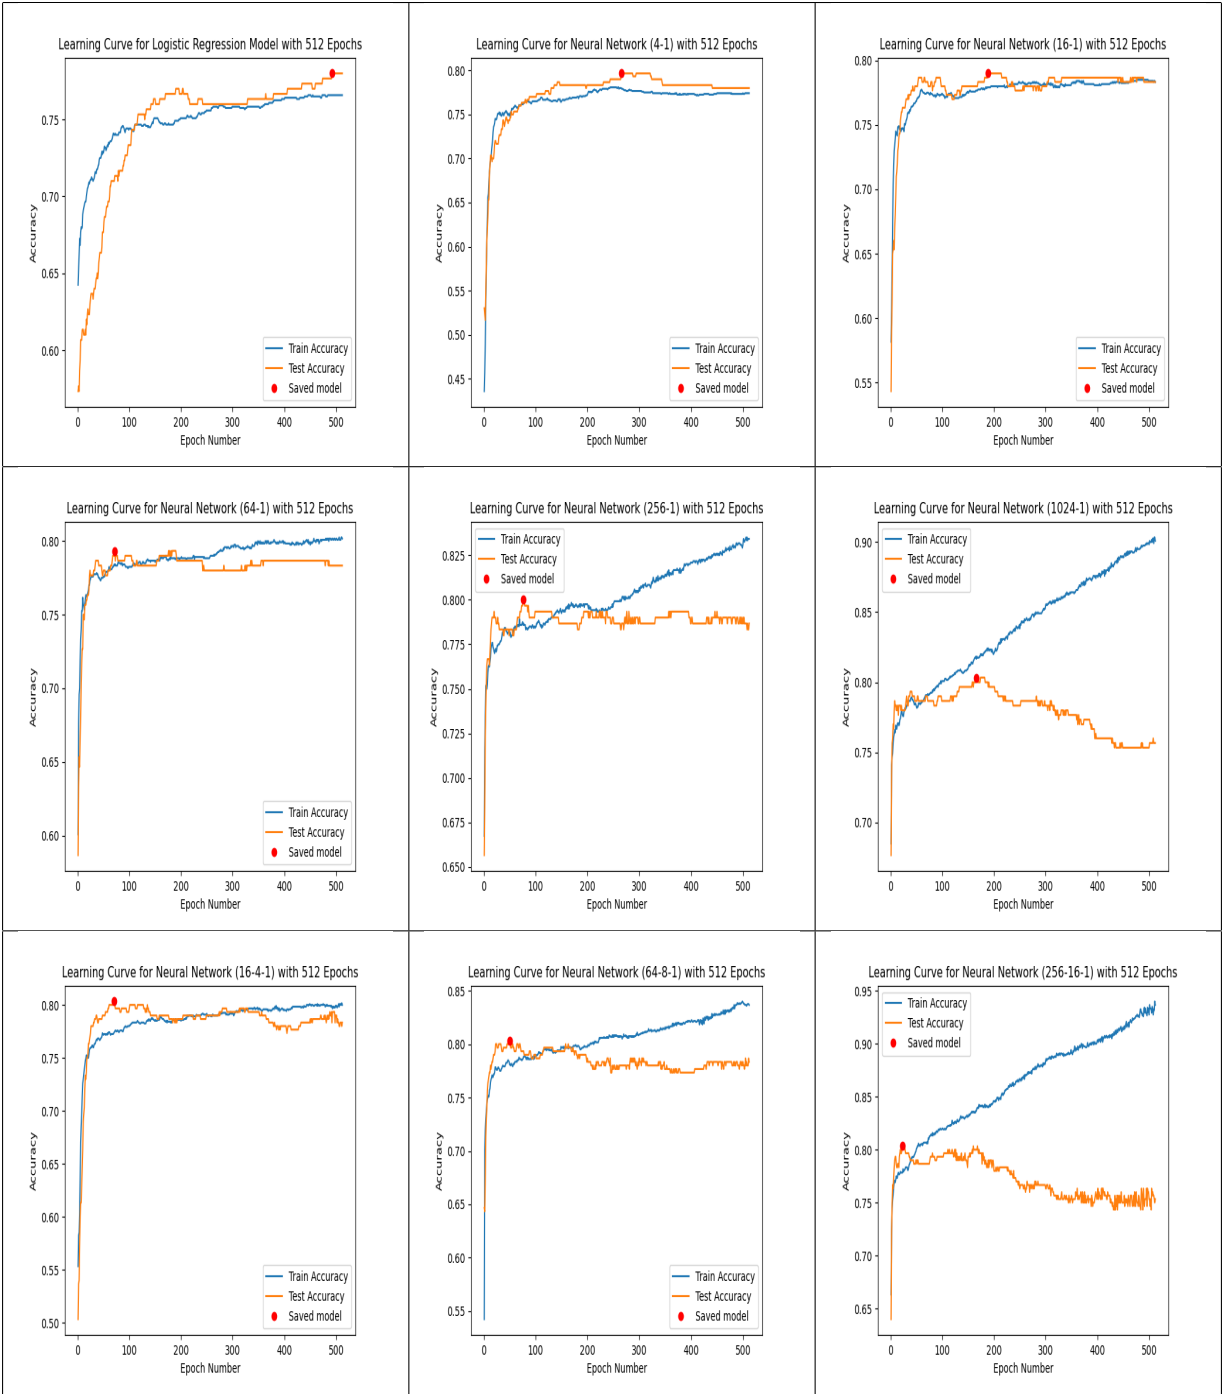 Learning Curve for Logistic Regression Model with 512 Epochs
0.75
0.70
0.65
0.60
Accuracy
Train Accuracy
Test Accuracy
Saved model
0 100 200 300 400 500
Epoch Number
Learning Curve for Neural Network (4-1) with 512 Epochs
0.80
0.75
0.70
0.65
0.60
0.55
0.50
0.45
Accuracy
Train Accuracy
Test Accuracy
Saved model
0 100 200 300 400 500
Epoch Number
Learning Curve for Neural Network (16-1) with 512 Epochs
0.80
0.75
0.70
0.65
0.60
0.55
Accuracy
Train Accuracy
Test Accuracy
Saved model
0 100 200 300 400 500
Epoch Number
Learning Curve for Neural Network (64-1) with 512 Epochs
0.80
0.75
0.70
0.65
0.60
Accuracy
Train Accuracy
Test Accuracy
Saved model
0 100 200 300 400 500
Epoch Number
Learning Curve for Neural Network (256-1) with 512 Epochs
Train Accuracy
Test Accuracy
Saved model
0.825
0.800
0.775
0.750
0.725
0.700
0.675
0.650
Accuracy
0 100 200 300 400 500
Epoch Number
Learning Curve for Neural Network (1024-1) with 512 Epochs
Train Accuracy
Test Accuracy
Saved model
0.90
0.85
0.80
0.75
0.70
Accuracy
0 100 200 300 400 500
Epoch Number
Learning Curve for Neural Network (16-4-1) with 512 Epochs
0.80
0.75
0.70
0.65
0.60
0.55
0.50
Accuracy
Train Accuracy
Test Accuracy
Saved model
0 100 200 300 400 500
Epoch Number
Learning Curve for Neural Network (64-8-1) with 512 Epochs
0.85
0.80
0.75
0.70
0.65
0.60
0.55
Accuracy
Train Accuracy
Test Accuracy
Saved model
0 100 200 300 400 500
Epoch Number
Learning Curve for Neural Network (256-16-1) with 512 Epochs
Train Accuracy
Test Accuracy
Saved model
0.95
0.90
0.85
0.80
0.75
0.70
0.65
Accuracy
0 100 200 300 400 500
Epoch Number